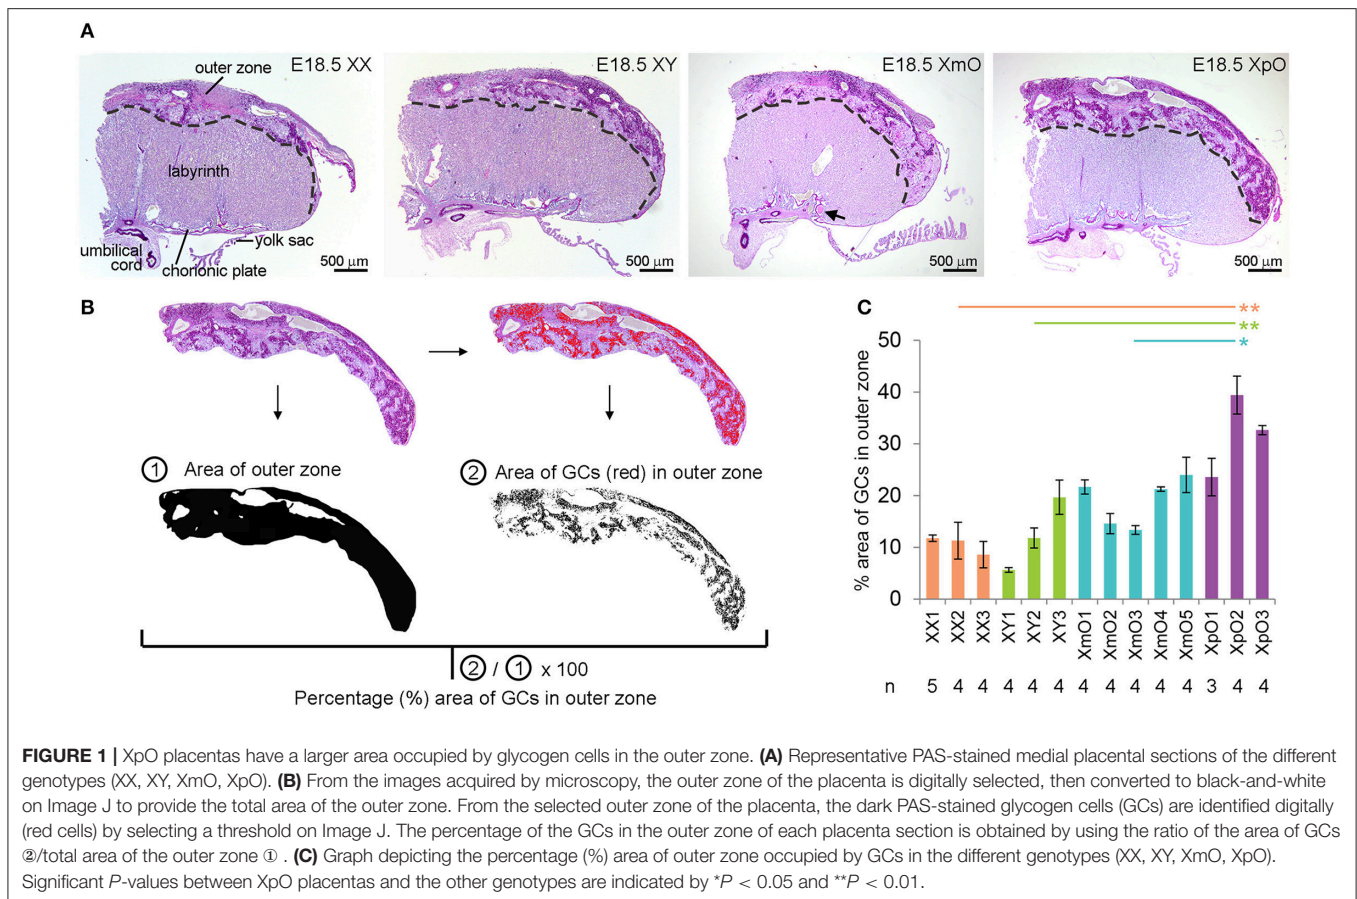 A
E18.5 XX
outer zone
labyrinth
umbilical
cord
yolk sac
chorionic plate
500 µm
E18.5 XY
500 µm
E18.5 XmO
500 µm
E18.5 XpO
500 µm
B
① Area of outer zone
② Area of GCs (red) in outer zone
② / ① x 100
Percentage (%) area of GCs in outer zone
C
**
**
*
% area of GCs in outer zone
50
40
30
20
10
0
XX1 XX2 XX3 XY1 XY2 XY3 XmO1 XmO2 XmO3 XmO4 XmO5 XpO1 XpO2 XpO3
n 5 4 4 4 4 4 4 4 4 4 4 3 4 4
FIGURE 1 | XpO placentas have a larger area occupied by glycogen cells in the outer zone. (A) Representative PAS-stained medial placental sections of the different
genotypes (XX, XY, XmO, XpO). (B) From the images acquired by microscopy, the outer zone of the placenta is digitally selected, then converted to black-and-white
on Image J to provide the total area of the outer zone. From the selected outer zone of the placenta, the dark PAS-stained glycogen cells (GCs) are identified digitally
(red cells) by selecting a threshold on Image J. The percentage of the GCs in the outer zone of each placenta section is obtained by using the ratio of the area of GCs
②/total area of the outer zone ① . (C) Graph depicting the percentage (%) area of outer zone occupied by GCs in the different genotypes (XX, XY, XmO, XpO).
Significant P-values between XpO placentas and the other genotypes are indicated by *P < 0.05 and **P < 0.01.